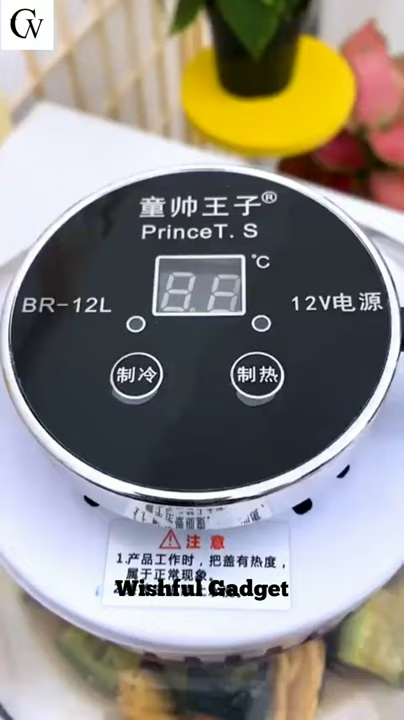 GW
童帅王子®
PrinceT. S
°C
8.8
BR-12L
12V电源
制冷
制热
注意
1.产品工作时，把盖有热度，
属于正常现象。
Wishful Gadget